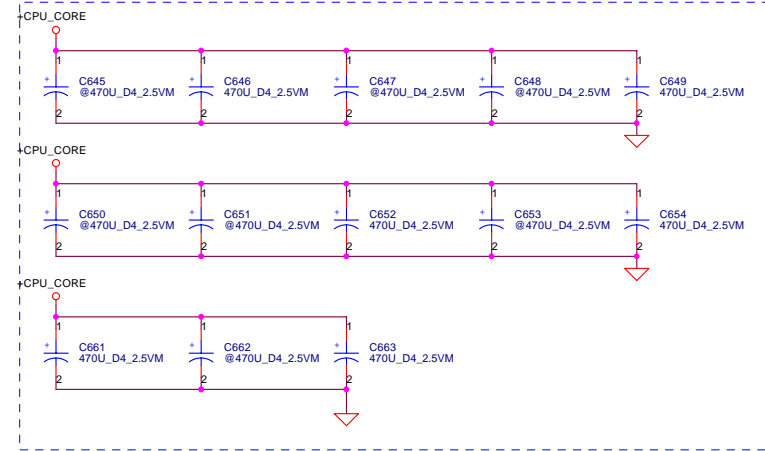 +CPU_CORE
1 1 1 1 1
+ C645 + C646 + C647 + C648 + C649
@470U_D4_2.5VM 470U_D4_2.5VM @470U_D4_2.5VM @470U_D4_2.5VM 470U_D4_2.5VM
2 2 2 2 2
+CPU_CORE
1 1 1 1 1
+ C650 + C651 + C652 + C653 + C654
@470U_D4_2.5VM @470U_D4_2.5VM 470U_D4_2.5VM @470U_D4_2.5VM 470U_D4_2.5VM
2 2 2 2 2
+CPU_CORE
1 1 1
+ C661 + C662 + C663
470U_D4_2.5VM @470U_D4_2.5VM 470U_D4_2.5VM
2 2 2